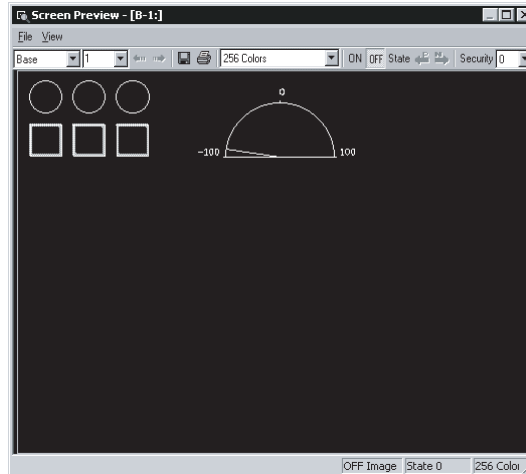 Screen Preview - [B-1:]
File View
Base 1 256 Colors ON OFF State Security 0
0
-100 100
OFF Image State 0 256 Color